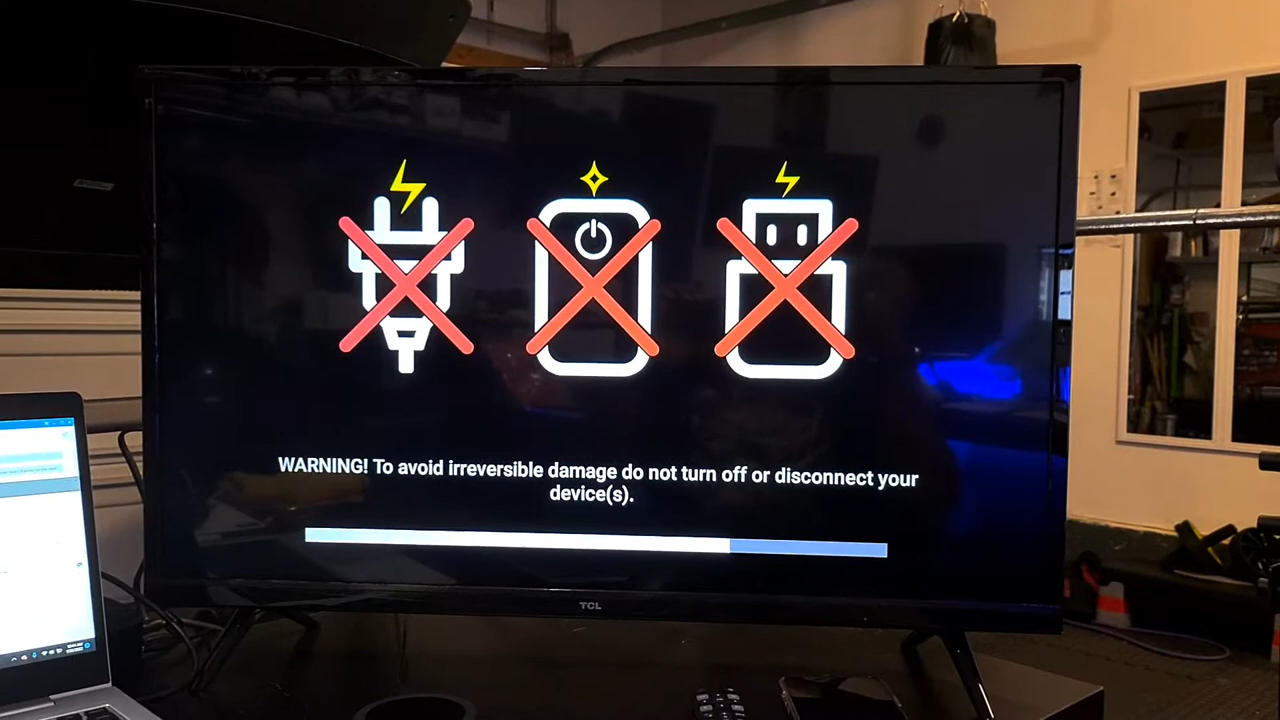 WARNING! To avoid irreversible damage do not turn off or disconnect your
device(s).
TCL